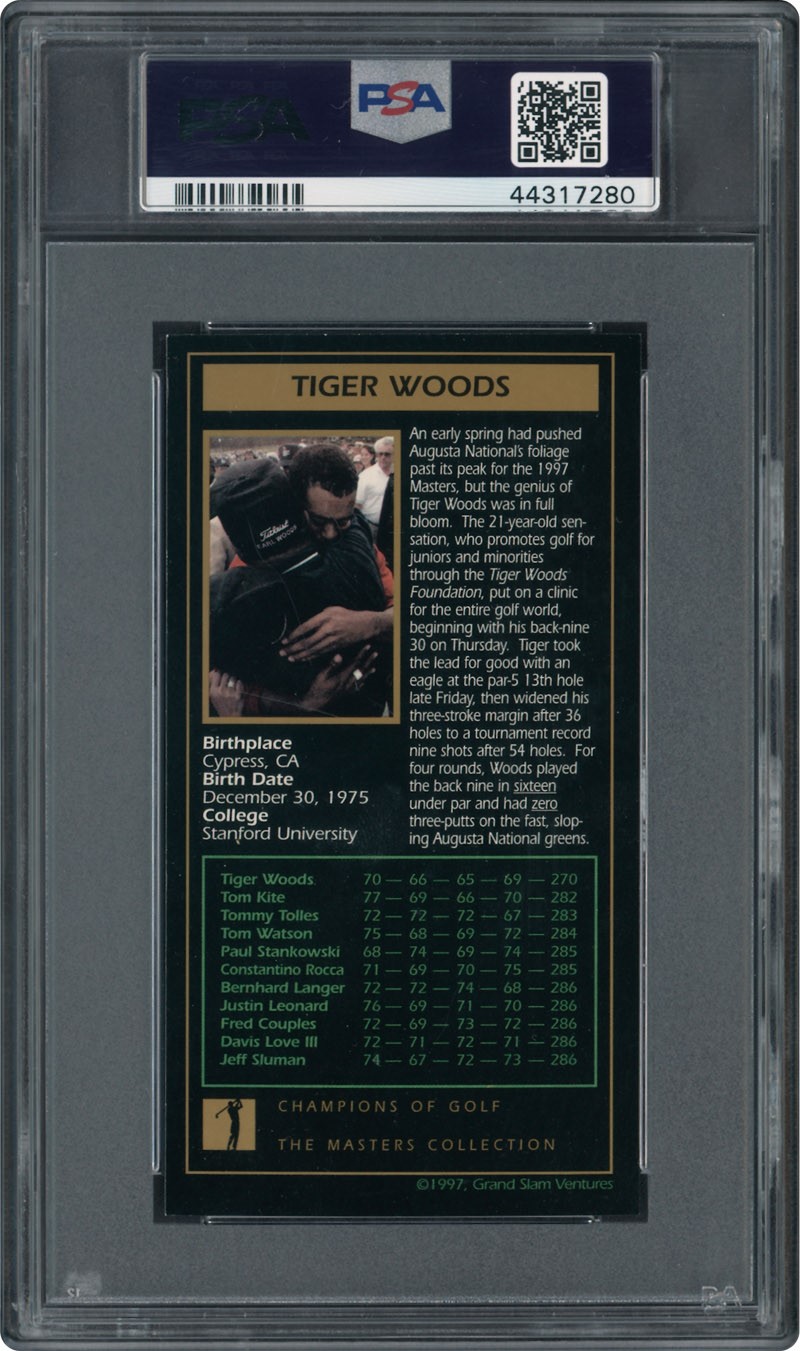 PSA
PSA
44317280
TIGER WOODS
Titleist
EARL WOODS
An early spring had pushed
Augusta National's foliage
past its peak for the 1997
Masters, but the genius of
Tiger Woods was in full
bloom. The 21-year-old sen-
sation, who promotes golf for
juniors and minorities
through the Tiger Woods
Foundation, put on a clinic
for the entire golf world,
beginning with his back-nine
30 on Thursday. Tiger took
the lead for good with an
eagle at the par-5 13th hole
late Friday, then widened his
three-stroke margin after 36
holes to a tournament record
nine shots after 54 holes. For
four rounds, Woods played
the back nine in sixteen
under par and had zero
three-putts on the fast, slop-
ing Augusta National greens.
Birthplace
Cypress, CA
Birth Date
December 30, 1975
College
Stanford University
Tiger Woods 70 — 66 — 65 — 69 — 270
Tom Kite 77 — 69 — 66 — 70 — 282
Tommy Tolles 72 — 72 — 72 — 67 — 283
Tom Watson 75 — 68 — 69 — 72 — 284
Paul Stankowski 68 — 74 — 69 — 74 — 285
Constantino Rocca 71 — 69 — 70 — 75 — 285
Bernhard Langer 72 — 72 — 74 — 68 — 286
Justin Leonard 76 — 69 — 71 — 70 — 286
Fred Couples 72 — 69 — 73 — 72 — 286
Davis Love III 72 — 71 — 72 — 71 — 286
Jeff Sluman 74 — 67 — 72 — 73 — 286
CHAMPIONS OF GOLF
THE MASTERS COLLECTION
©1997, Grand Slam Ventures